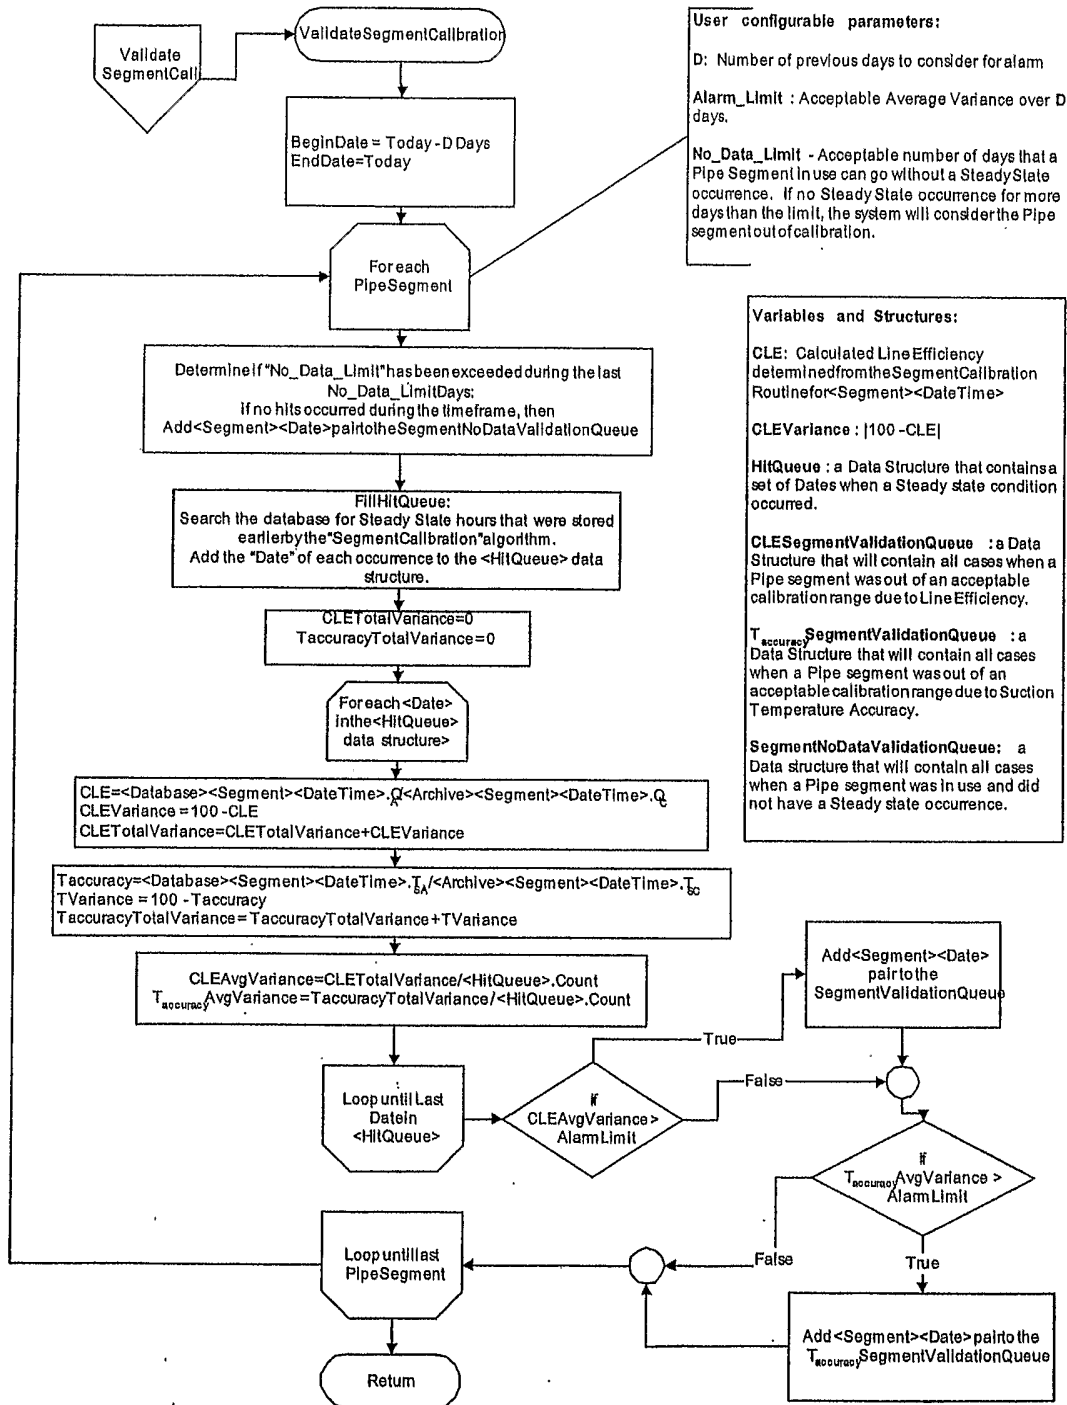 Validate
SegmentCali
ValidateSegmentCalibration
BeginDate = Today - D Days
EndDate=Today
User configurable parameters:
D: Number of previous days to consider for alarm
Alarm_Limit : Acceptable Average Variance over D
days.
No_Data_Limit - Acceptable number of days that a
Pipe Segment in use can go without a Steady State
occurrence. If no Steady State occurrence for more
days than the limit, the system will consider the Pipe
segment out of calibration.
For each
PipeSegment
Determine if "No_Data_Limit" has been exceeded during the last
No_Data_Limit Days:
If no hits occurred during the timeframe, then
Add <Segment><Date> pair to the SegmentNoDataValidationQueue
FillHitQueue:
Search the database for Steady State hours that were stored
earlier by the "SegmentCalibration" algorithm.
Add the "Date" of each occurrence to the <HitQueue> data
structure.
CLETotalVariance=0
TaccuracyTotalVariance=0
For each <Date>
in the <HitQueue>
data structure>
CLE=<Database><Segment><DateTime>.QA/<Archive><Segment><DateTime>.QC
CLEVariance = 100 - CLE
CLETotalVariance=CLETotalVariance+CLEVariance
Taccuracy=<Database><Segment><DateTime>.TSA/<Archive><Segment><DateTime>.TSC
TVariance = 100 - Taccuracy
TaccuracyTotalVariance=TaccuracyTotalVariance+TVariance
CLEAvgVariance=CLETotalVariance/<HitQueue>.Count
TaccuracyAvgVariance=TaccuracyTotalVariance/<HitQueue>.Count
Loop until Last
Date in
<HitQueue>
If
CLEAvgVariance >
Alarm Limit
True
False
Add <Segment><Date>
pair to the
SegmentValidationQueue
If
TaccuracyAvgVariance >
Alarm Limit
False
True
Add <Segment><Date> pair to the
TaccuracySegmentValidationQueue
Loop until last
PipeSegment
Return
Variables and Structures:
CLE: Calculated Line Efficiency
determined from the Segment Calibration
Routine for <Segment><DateTime>
CLEVariance : |100 - CLE|
HitQueue : a Data Structure that contains a
set of Dates when a Steady state condition
occurred.
CLESegmentValidationQueue : a Data
Structure that will contain all cases when a
Pipe segment was out of an acceptable
calibration range due to Line Efficiency.
TaccuracySegmentValidationQueue : a
Data Structure that will contain all cases
when a Pipe segment was out of an
acceptable calibration range due to Suction
Temperature Accuracy.
SegmentNoDataValidationQueue: a
Data structure that will contain all cases
when a Pipe segment was in use and did
not have a Steady state occurrence.